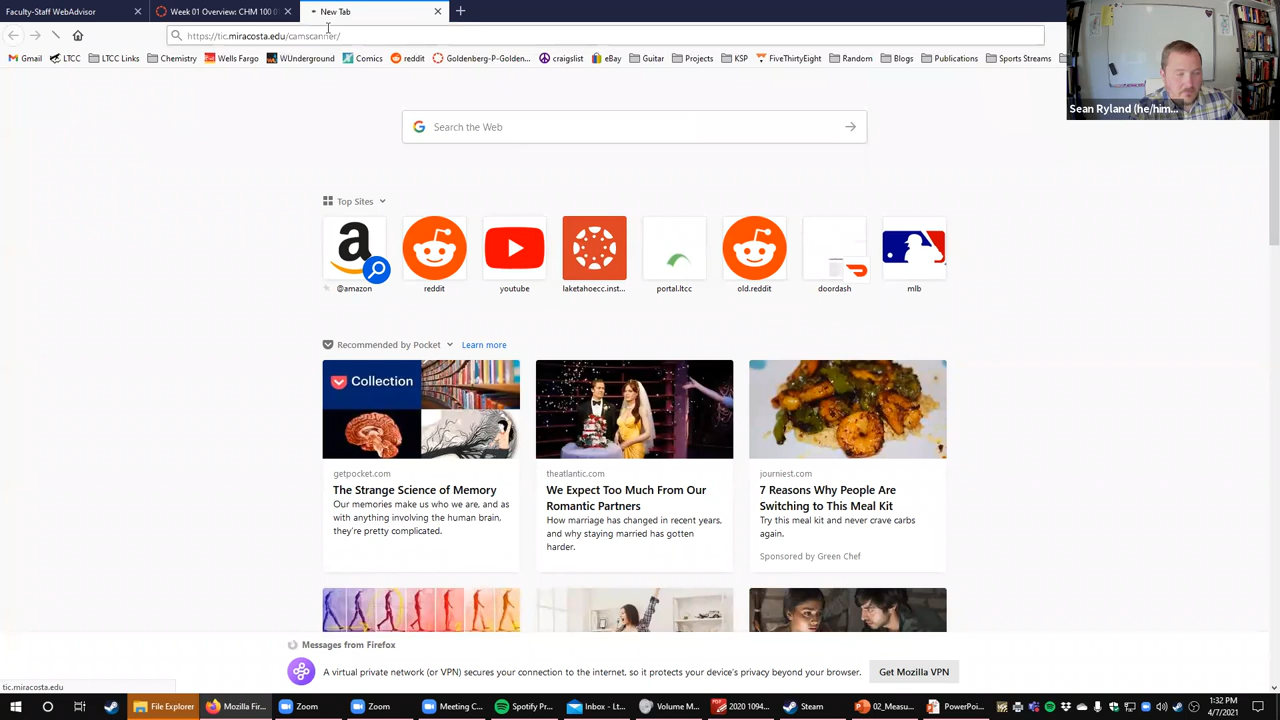 Faculty-Staff WebAdvisor
Week 01 Overview: CHM 100 0
New Tab
https://tic.miracosta.edu/camscanner/
Gmail
LTCC
LTCC Links
Chemistry
Wells Fargo
WUnderground
Comics
reddit
Goldenberg-P-Golden...
craigslist
eBay
Guitar
Projects
KSP
FiveThirtyEight
Random
Blogs
Publications
Sports Streams
Sean Ryland (he/him...
Search the Web
Top Sites
@amazon
reddit
youtube
laketahoecc.inst...
portal.ltcc
old.reddit
doordash
mlb
Recommended by Pocket
Learn more
Collection
getpocket.com
The Strange Science of Memory
Our memories make us who we are, and as
with anything involving the human brain,
they're pretty complicated.
theatlantic.com
We Expect Too Much From Our
Romantic Partners
How marriage has changed in recent years,
and why staying married has gotten
harder.
journiest.com
7 Reasons Why People Are
Switching to This Meal Kit
Try this meal kit and never crave carbs
again.
Sponsored by Green Chef
Messages from Firefox
A virtual private network (or VPN) secures your connection to the internet, so it protects your device's privacy beyond your browser.
Get Mozilla VPN
tic.miracosta.edu
File Explorer
Mozilla Fir...
Zoom
Zoom
Meeting C...
Spotify Pr...
Inbox - Lt...
Volume M...
2020 1094...
Steam
02_Measu...
PowerPoi...
1:32 PM
4/7/2021